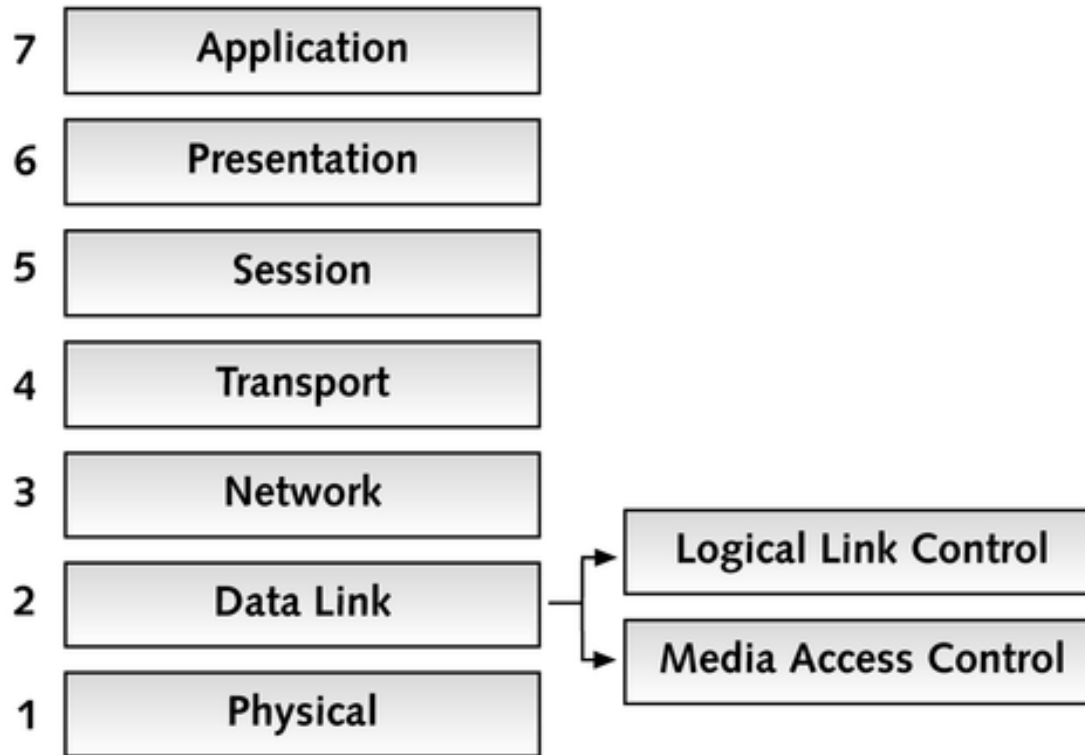 7 Application
6 Presentation
5 Session
4 Transport
3 Network
Logical Link Control
2 Data Link
Media Access Control
1 Physical